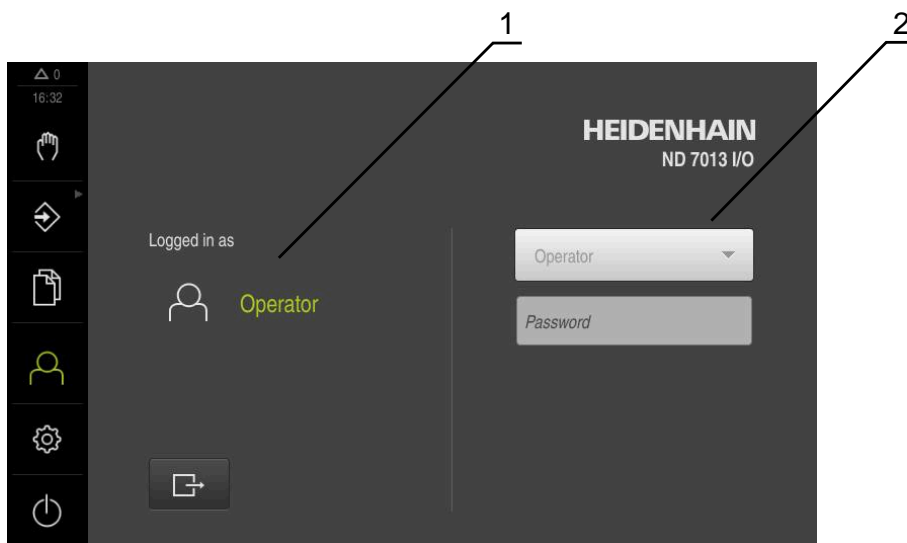 1
2
0
16:32
HEIDENHAIN
ND 7013 I/O
Logged in as
Operator
Operator
Password